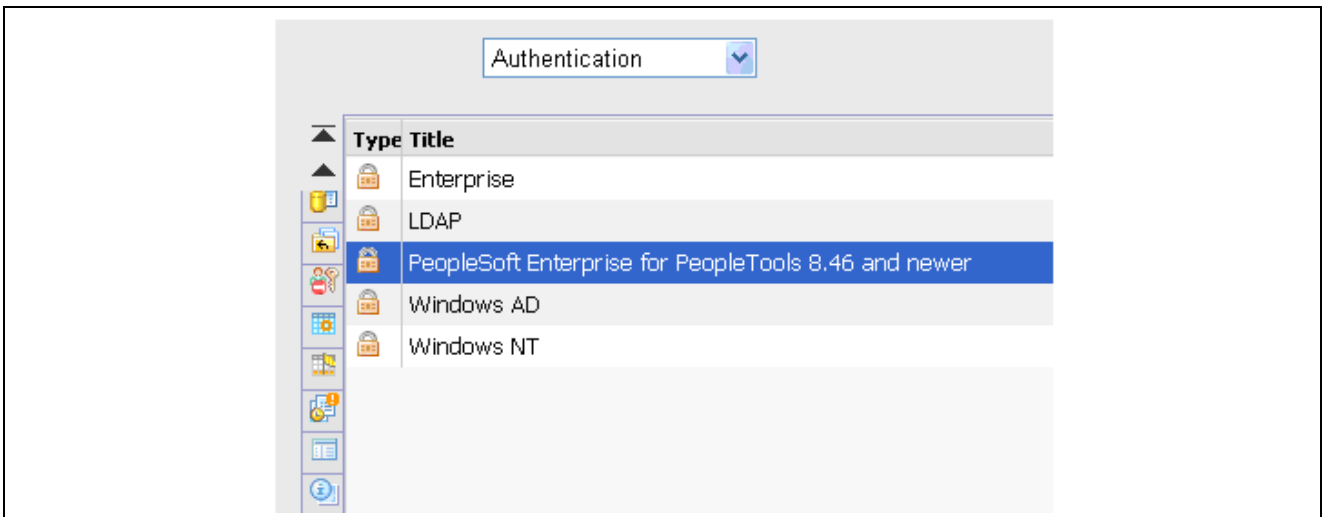 Authentication
Type Title
Enterprise
LDAP
PeopleSoft Enterprise for PeopleTools 8.46 and newer
Windows AD
Windows NT